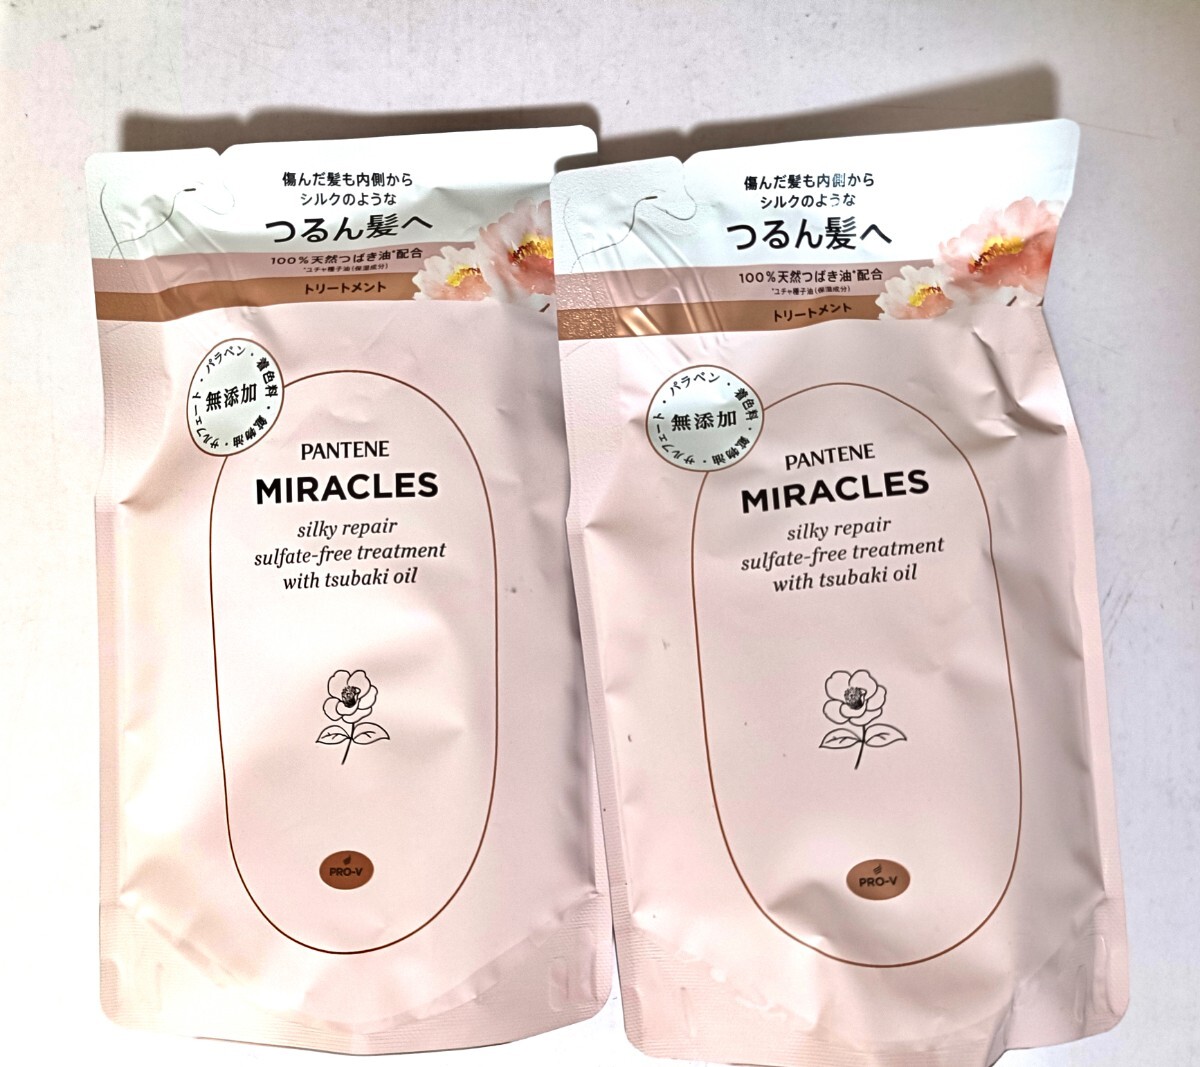 傷んだ髪も内側から
シルクのような
つるん髪へ
100%天然つばき油*配合
*ユチャ種子油(保湿成分)
トリートメント
サルフェート・パラベン・着色料・鉱物油・
無添加
PANTENE
MIRACLES
silky repair
sulfate-free treatment
with tsubaki oil
PRO-V
傷んだ髪も内側から
シルクのような
つるん髪へ
100%天然つばき油*配合
*ユチャ種子油(保湿成分)
トリートメント
サルフェート・パラベン・着色料・鉱物油・
無添加
PANTENE
MIRACLES
silky repair
sulfate-free treatment
with tsubaki oil
PRO-V